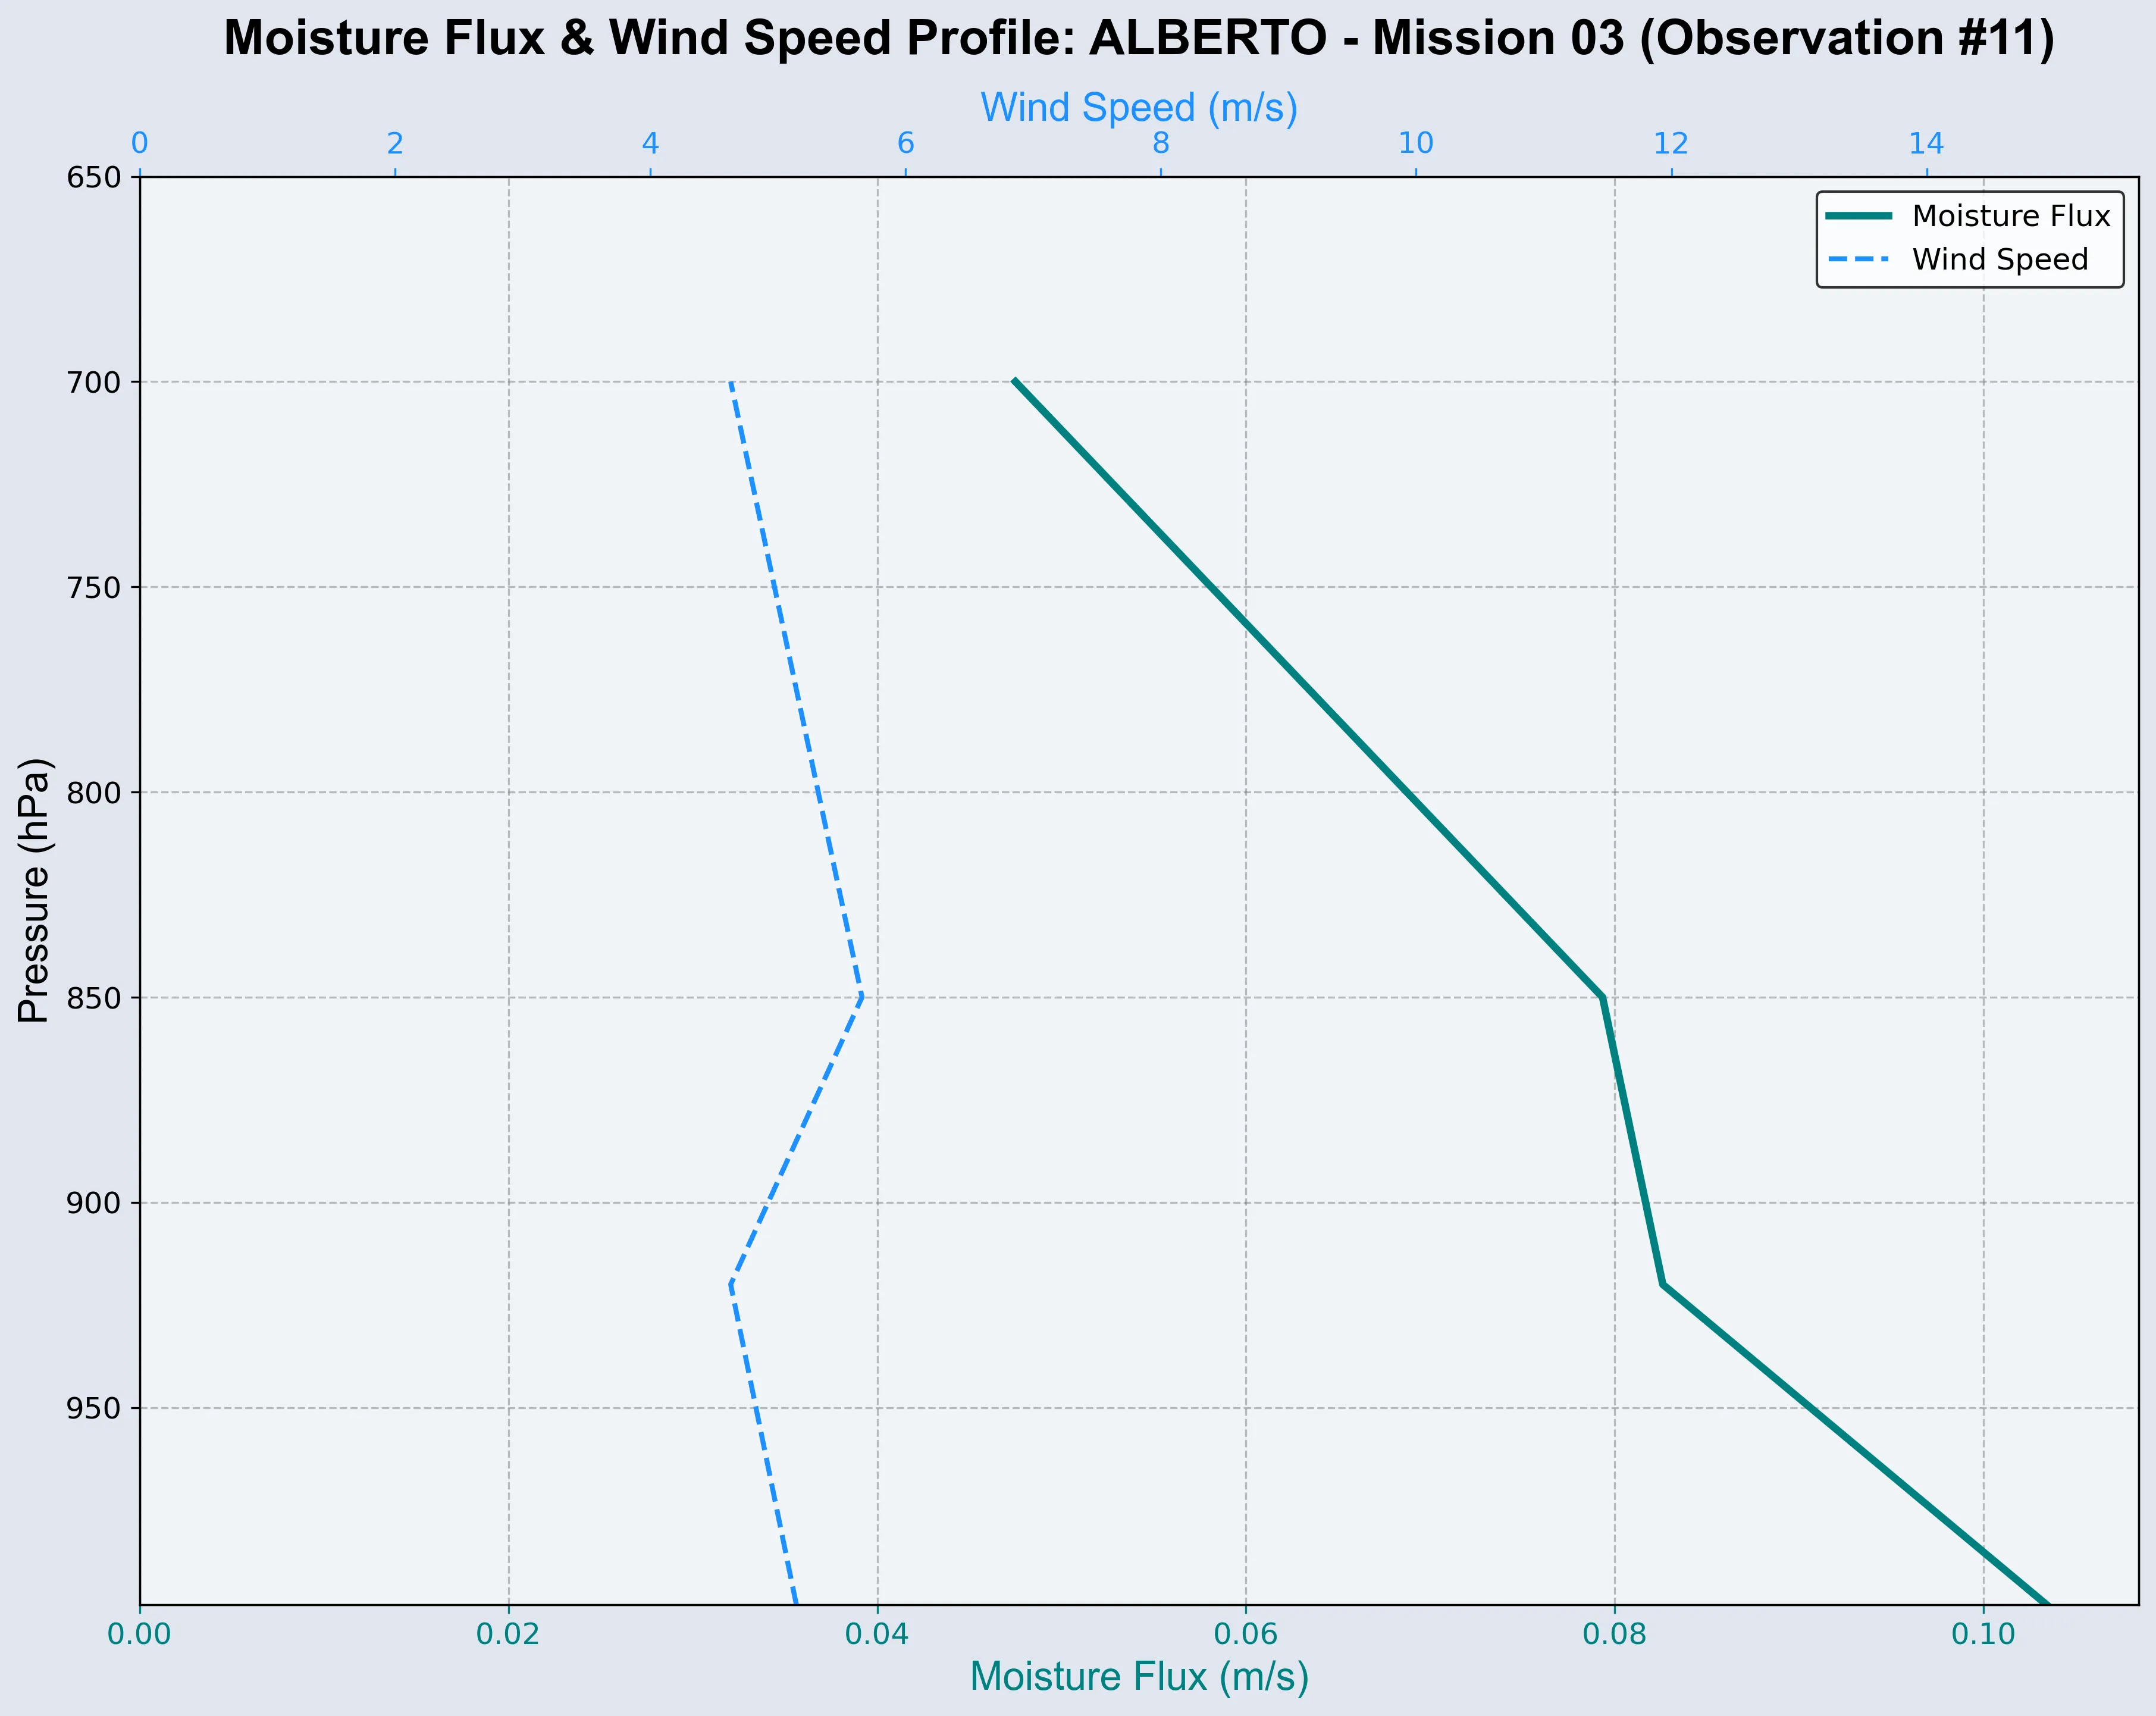 Moisture Flux & Wind Speed Profile: ALBERTO - Mission 03 (Observation #11)
Wind Speed (m/s)
0 2 4 6 8 10 12 14
Moisture Flux
Wind Speed
650
700
750
800
850
900
950
Pressure (hPa)
0.00 0.02 0.04 0.06 0.08 0.10
Moisture Flux (m/s)